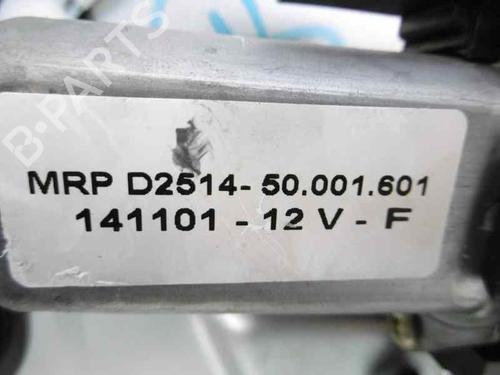 B-PARTS
MRP D2514- 50.001.601
141101 - 12 V - F